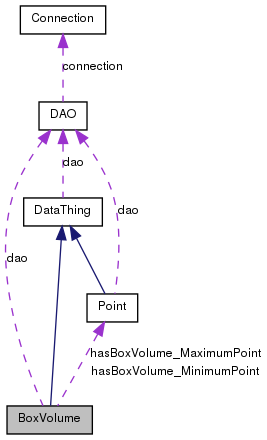 Connection
connection
DAO
dao
DataThing
dao
dao
Point
hasBoxVolume_MaximumPoint
hasBoxVolume_MinimumPoint
BoxVolume